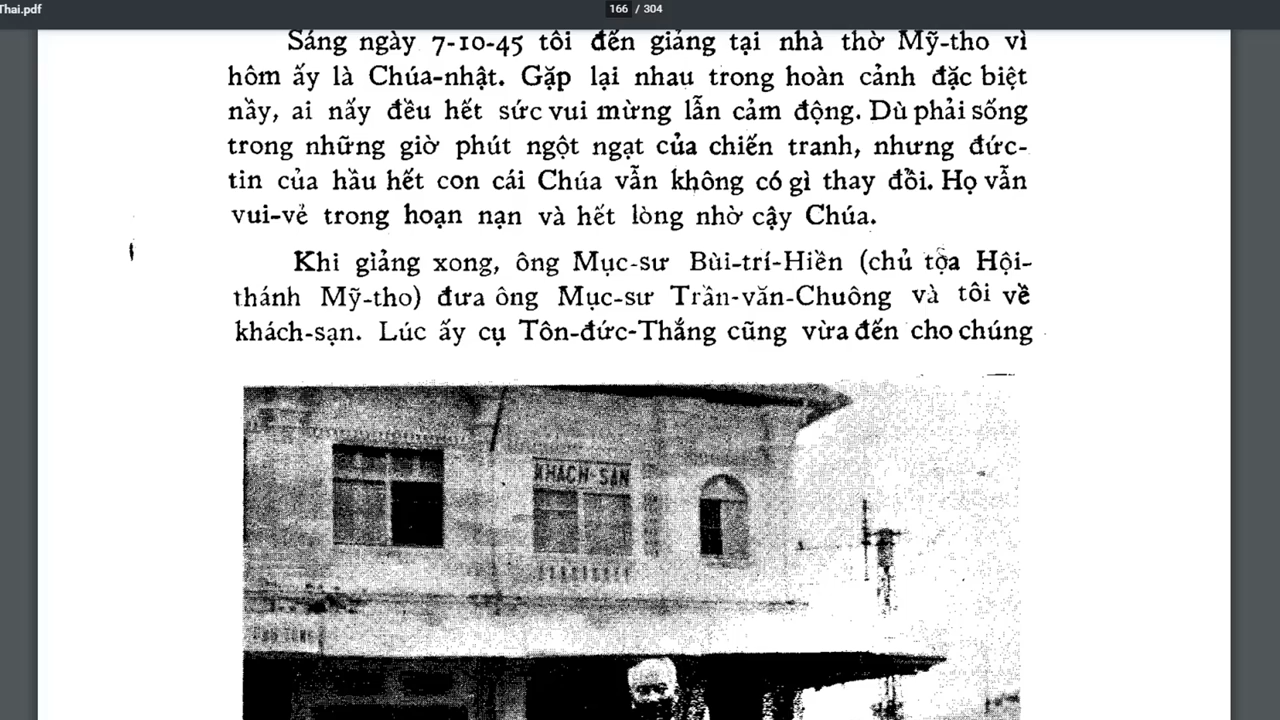 Thai.pdf
166 / 304
Sáng ngày 7-10-45 tôi đến giảng tại nhà thờ Mỹ-tho vì
hôm ấy là Chúa-nhật. Gặp lại nhau trong hoàn cảnh đặc biệt
nầy, ai nấy đều hết sức vui mừng lẫn cảm động. Dù phải sống
trong những giờ phút ngột ngạt của chiến tranh, nhưng đức-
tin của hầu hết con cái Chúa vẫn không có gì thay đổi. Họ vẫn
vui-vẻ trong hoạn nạn và hết lòng nhờ cậy Chúa.
Khi giảng xong, ông Mục-sư Bùi-trí-Hiền (chủ tọa Hội-
thánh Mỹ-tho) đưa ông Mục-sư Trần-văn-Chuông và tôi về
khách-sạn. Lúc ấy cụ Tôn-đức-Thắng cũng vừa đến cho chúng
KHÁCH-SẠN